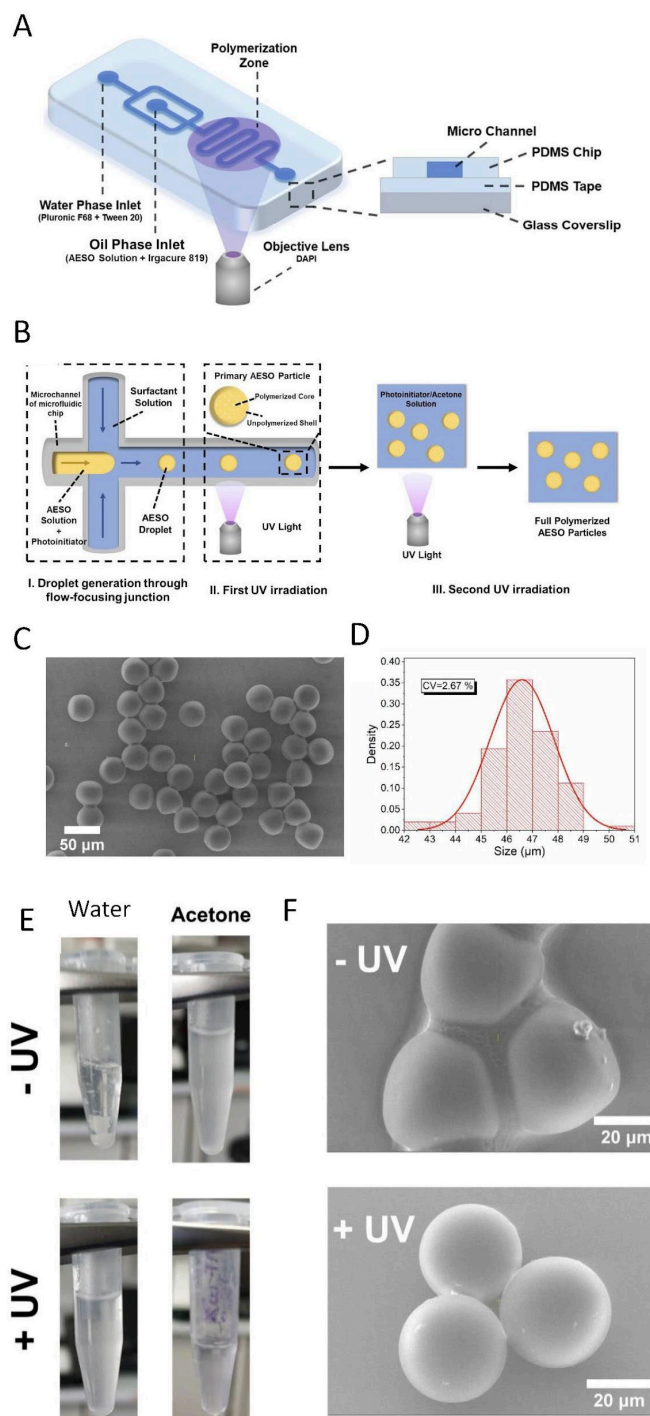 A
Polymerization
Zone
Micro Channel
PDMS Chip
PDMS Tape
Glass Coverslip
Water Phase Inlet
(Pluronic F68 + Tween 20)
Oil Phase Inlet
(AESO Solution + Irgacure 819)
Objective Lens
DAPI
B
Microchannel
of microfluidic
chip
Surfactant
Solution
AESO
Solution
+
Photoinitiator
AESO
Droplet
Primary AESO Particle
Polymerized Core
Unpolymerized Shell
UV Light
Photoinitiator/Acetone
Solution
UV Light
Full Polymerized
AESO Particles
I. Droplet generation through
flow-focusing junction
II. First UV irradiation
III. Second UV irradiation
C
50 µm
D
CV=2.67 %
Density
0.40
0.35
0.30
0.25
0.20
0.15
0.10
0.05
0.00
42 43 44 45 46 47 48 49 50 51
Size (µm)
E
Water
Acetone
- UV
+ UV
F
- UV
20 µm
+ UV
20 µm